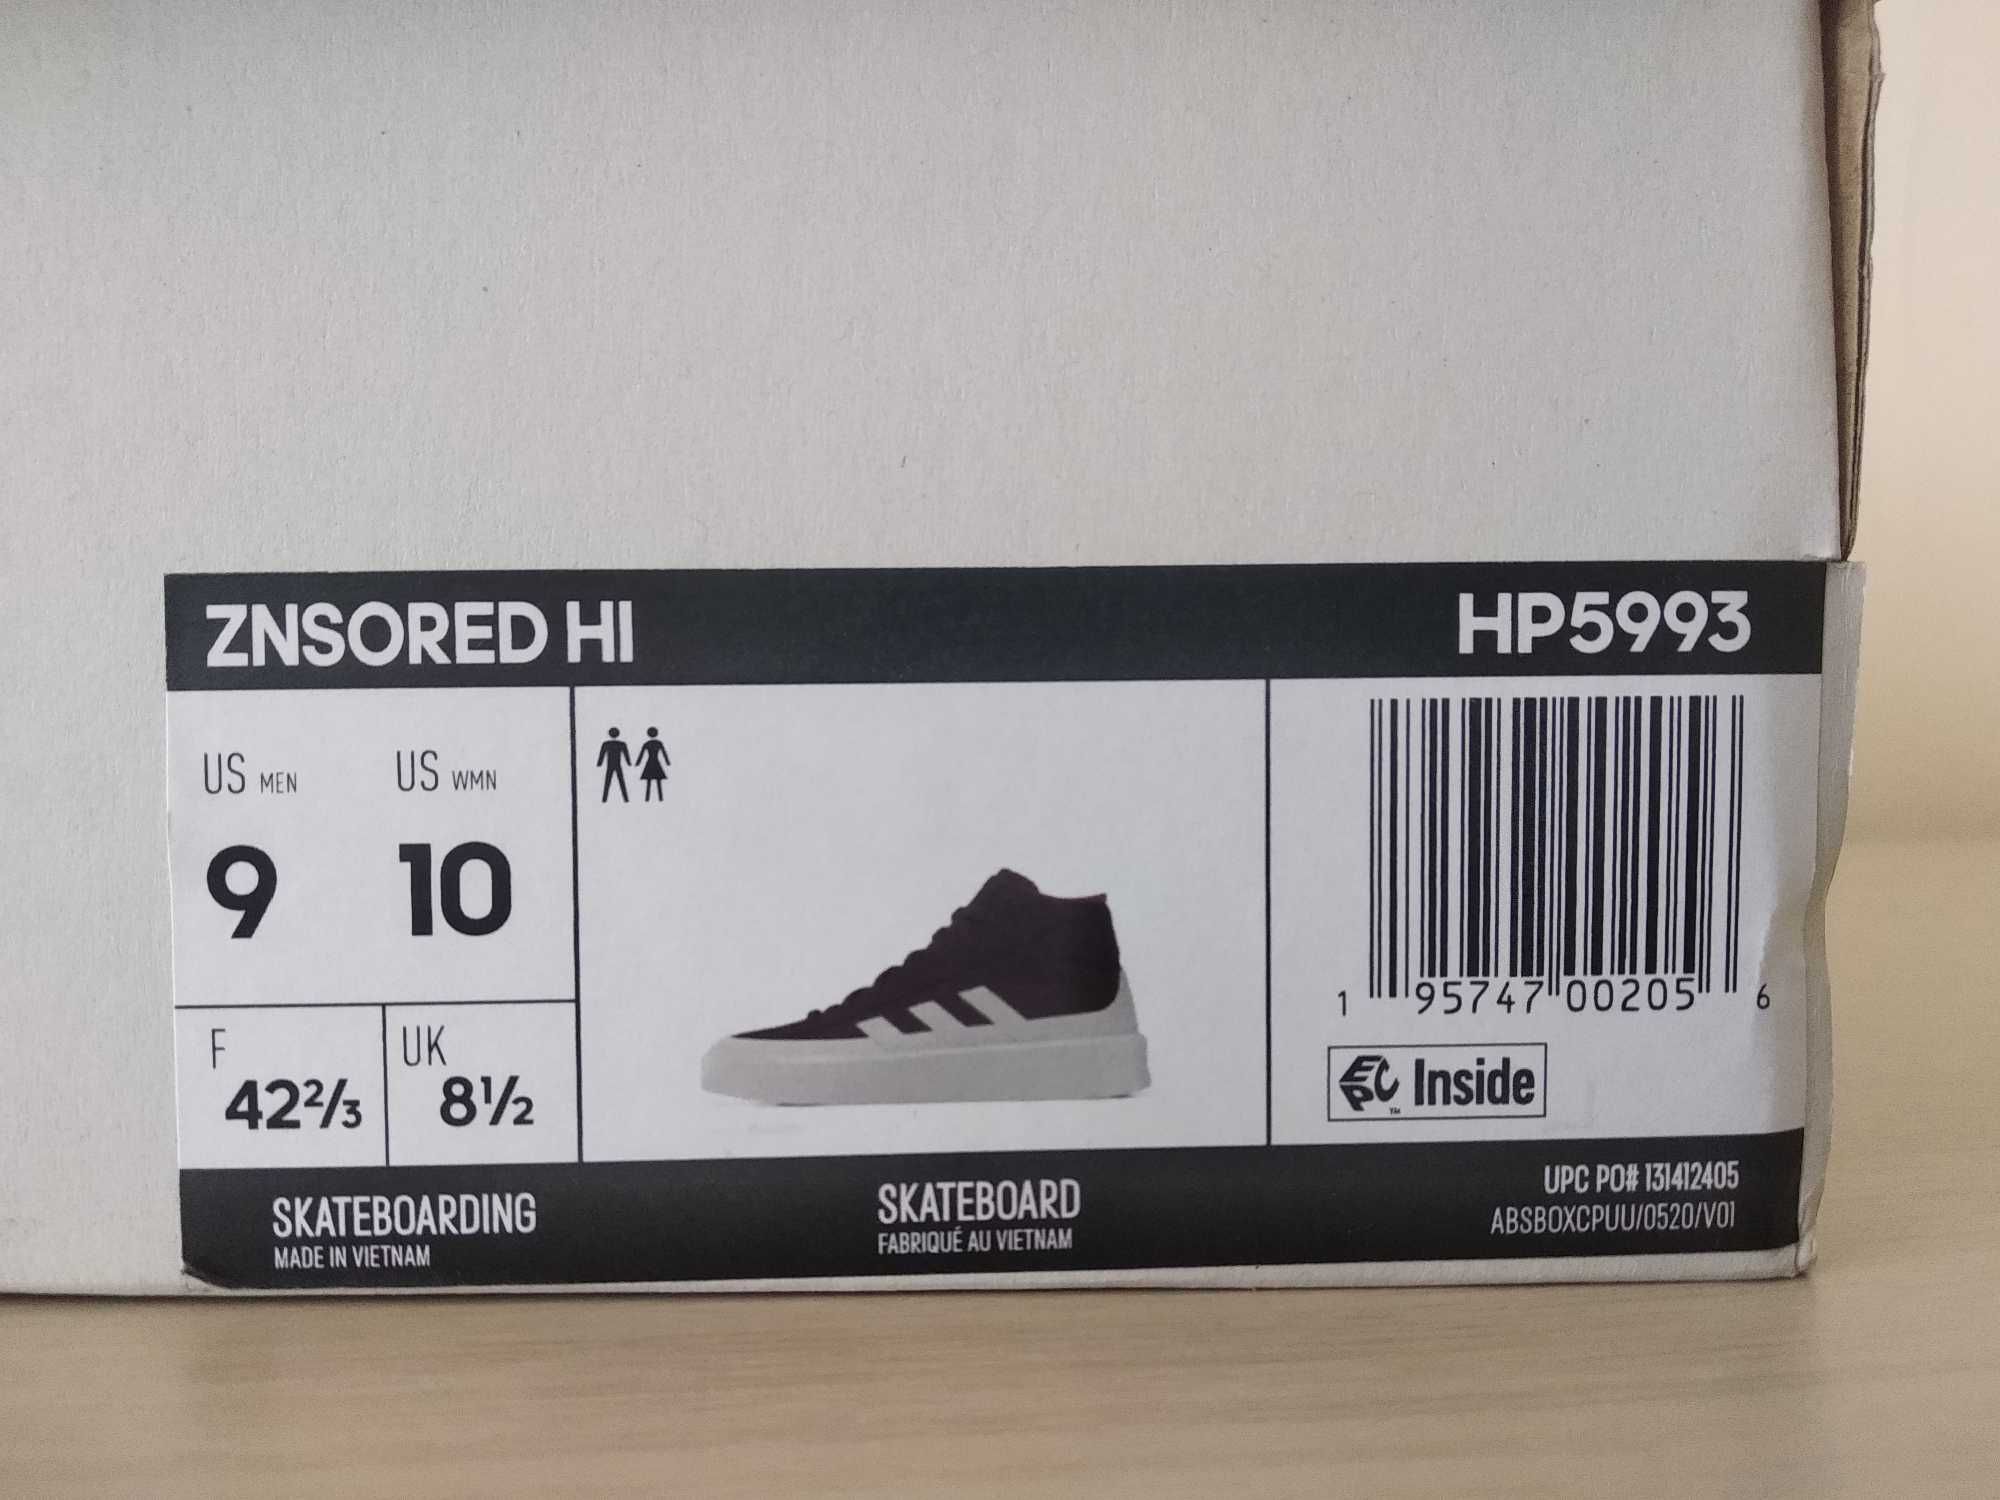 ZNSORED HI HP5993
US MEN US WMN
9 10
F 42⅔ UK 8½
1 95747 00205 6
EPC™ Inside
SKATEBOARDING
MADE IN VIETNAM
SKATEBOARD
FABRIQUÉ AU VIETNAM
UPC PO# 131412405
ABSBOXCPUU/0520/V01